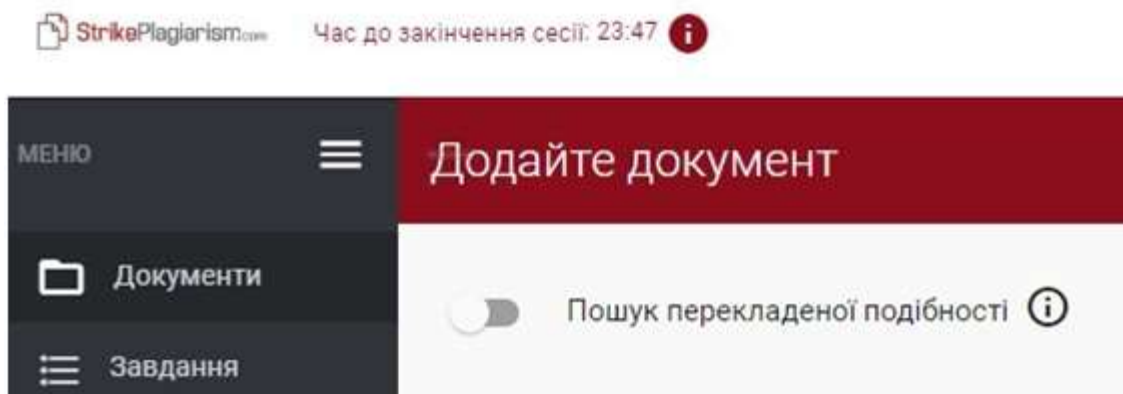 StrikePlagiarism.com Час до закінчення сесії: 23:47
МЕНЮ
Додайте документ
Документи
Пошук перекладеної подібності
Завдання